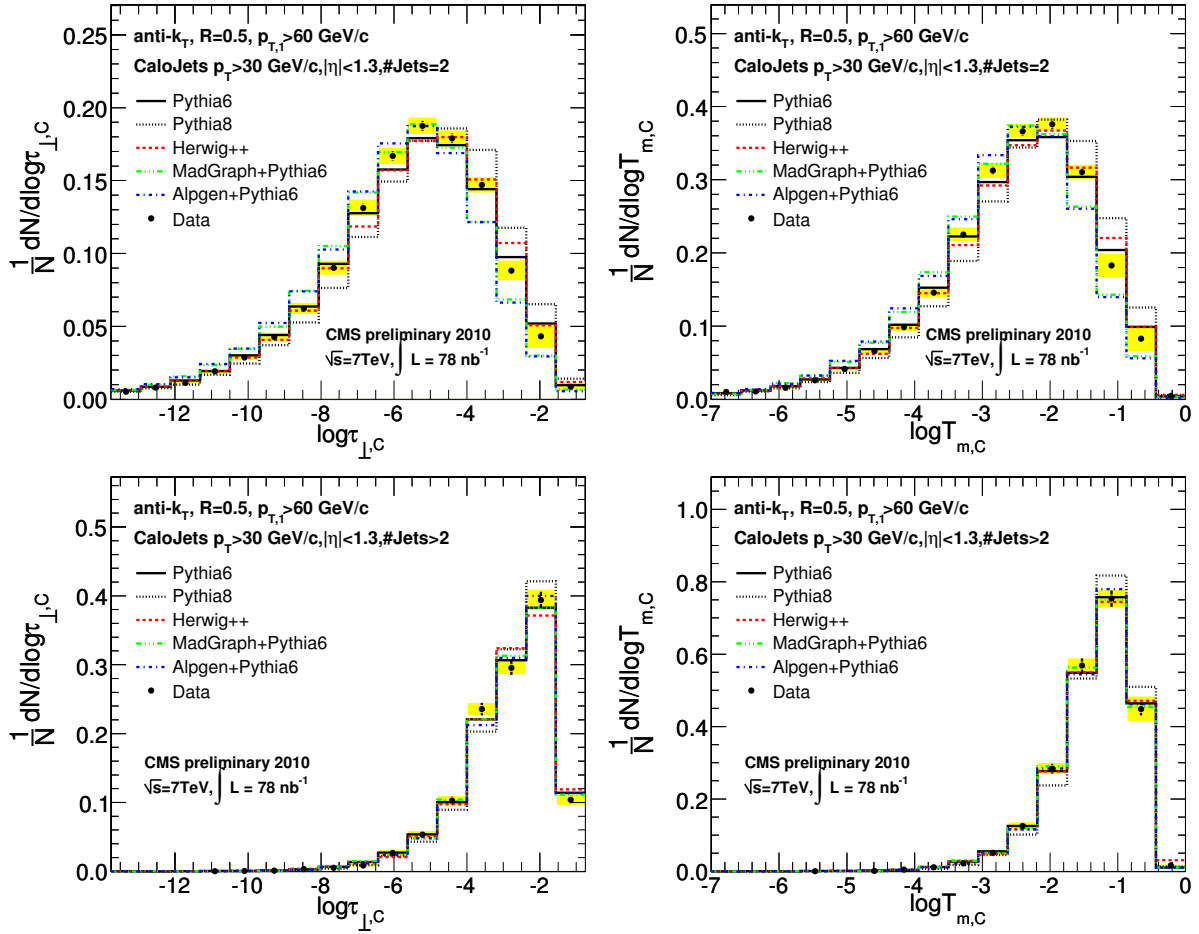 anti-k_T, R=0.5, p_T,1>60 GeV/c
CaloJets p_T>30 GeV/c,|η|<1.3,#Jets=2
Pythia6
Pythia8
Herwig++
MadGraph+Pythia6
Alpgen+Pythia6
Data
CMS preliminary 2010
√s=7TeV, ∫ L = 78 nb⁻¹
1/N dN/dlogτ_⊥,C
0.25
0.20
0.15
0.10
0.05
0.00
-12 -10 -8 -6 -4 -2
logτ_⊥,C
anti-k_T, R=0.5, p_T,1>60 GeV/c
CaloJets p_T>30 GeV/c,|η|<1.3,#Jets=2
Pythia6
Pythia8
Herwig++
MadGraph+Pythia6
Alpgen+Pythia6
Data
CMS preliminary 2010
√s=7TeV, ∫ L = 78 nb⁻¹
1/N dN/dlogT_m,C
0.4
0.3
0.2
0.1
0.0
-7 -6 -5 -4 -3 -2 -1 0
logT_m,C
anti-k_T, R=0.5, p_T,1>60 GeV/c
CaloJets p_T>30 GeV/c,|η|<1.3,#Jets>2
Pythia6
Pythia8
Herwig++
MadGraph+Pythia6
Alpgen+Pythia6
Data
CMS preliminary 2010
√s=7TeV, ∫ L = 78 nb⁻¹
1/N dN/dlogτ_⊥,C
0.5
0.4
0.3
0.2
0.1
0.0
-12 -10 -8 -6 -4 -2
logτ_⊥,C
anti-k_T, R=0.5, p_T,1>60 GeV/c
CaloJets p_T>30 GeV/c,|η|<1.3,#Jets>2
Pythia6
Pythia8
Herwig++
MadGraph+Pythia6
Alpgen+Pythia6
Data
CMS preliminary 2010
√s=7TeV, ∫ L = 78 nb⁻¹
1/N dN/dlogT_m,C
1.0
0.8
0.6
0.4
0.2
0.0
-7 -6 -5 -4 -3 -2 -1 0
logT_m,C